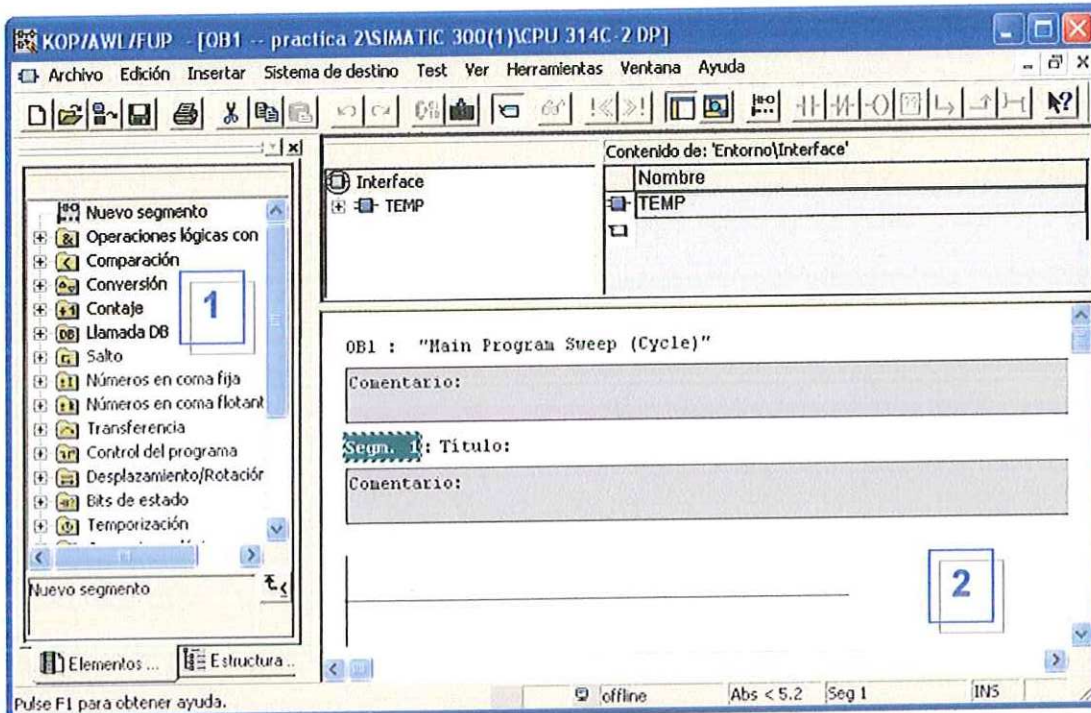 KOP/AWL/FUP - [OB1 -- practica 2\SIMATIC 300(1)\CPU 314C-2 DP]
Archivo Edición Insertar Sistema de destino Test Ver Herramientas Ventana Ayuda
Nuevo segmento
Operaciones lógicas con
Comparación
Conversión
Contaje
Llamada DB
Salto
Números en coma fija
Números en coma flotant
Transferencia
Control del programa
Desplazamiento/Rotación
Bits de estado
Temporización
1
Nuevo segmento
Elementos ...
Estructura ..
Interface
TEMP
Contenido de: 'Entorno\Interface'
Nombre
TEMP
OB1 : "Main Program Sweep (Cycle)"
Comentario:
Segm. 1: Título:
Comentario:
2
Pulse F1 para obtener ayuda.
offline
Abs < 5.2
Seg 1
INS